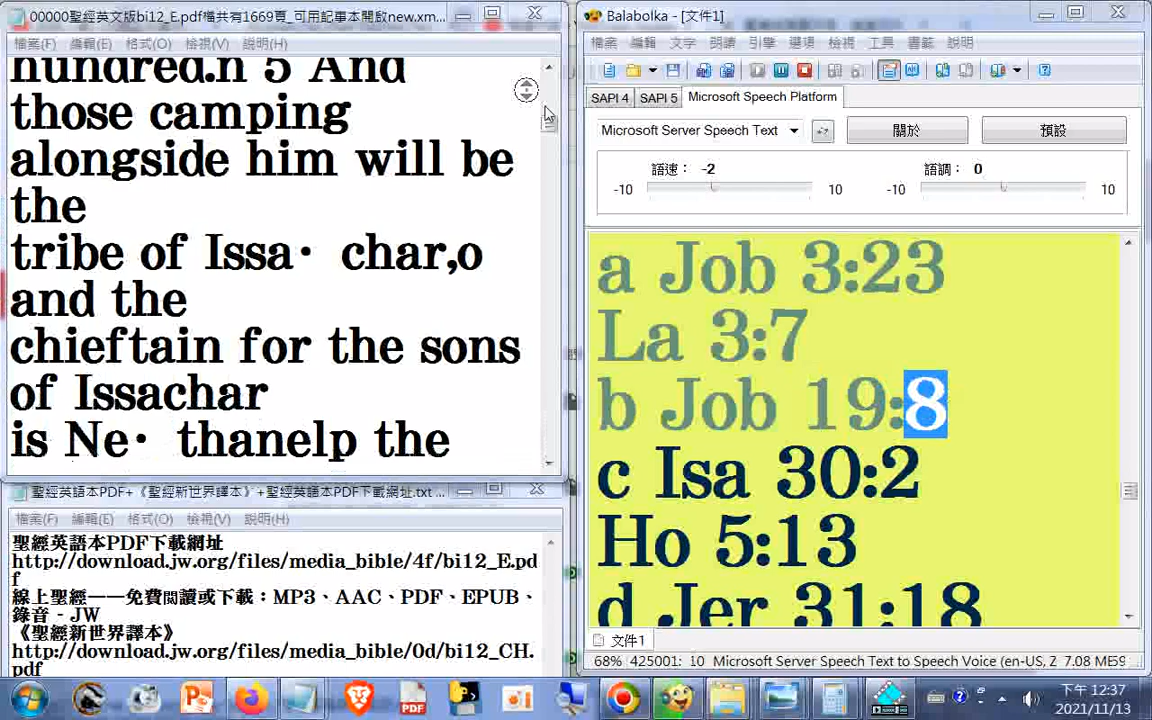 00000聖經英文版bi12_E.pdf檔共有1669頁_可用記事本開啟new.xm...
檔案(F) 編輯(E) 格式(O) 檢視(V) 說明(H)
hundred.n 5 And
those camping
alongside him will be
the
tribe of Issa· char,o
and the
chieftain for the sons
of Issachar
is Ne· thanelp the
聖經英語本PDF+《聖經新世界譯本》+聖經英語本PDF下載網址.txt ...
檔案(F) 編輯(E) 格式(O) 檢視(V) 說明(H)
聖經英語本PDF下載網址
http://download.jw.org/files/media_bible/4f/bi12_E.pd
f
線上聖經——免費閱讀或下載：MP3、AAC、PDF、EPUB、
錄音 - JW
《聖經新世界譯本》
http://download.jw.org/files/media_bible/0d/bi12_CH.
pdf
Balabolka - [文件1]
檔案 編輯 文字 朗讀 引擎 選項 檢視 工具 書籤 說明
SAPI 4 SAPI 5 Microsoft Speech Platform
Microsoft Server Speech Text 關於 預設
語速： -2 語調： 0
-10 10 -10 10
a Job 3:23
La 3:7
b Job 19:8
c Isa 30:2
Ho 5:13
d Jer 31:18
文件1
68% 425001: 10 Microsoft Server Speech Text to Speech Voice (en-US, Z 7.08 ME59
下午 12:37
2021/11/13